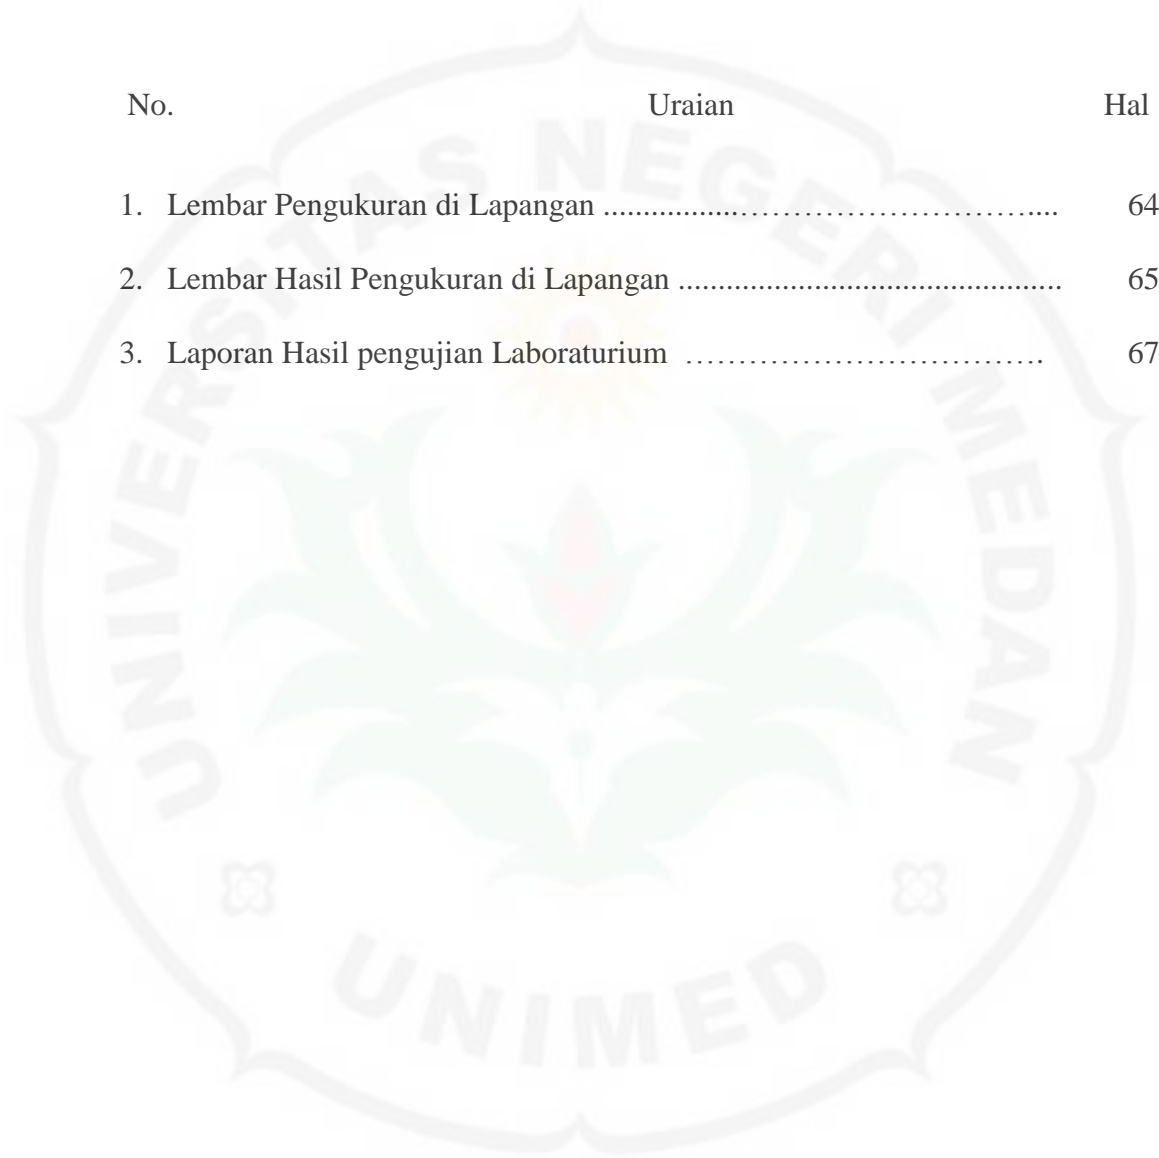 No. Uraian Hal
1. Lembar Pengukuran di Lapangan .................………………………….... 64
2. Lembar Hasil Pengukuran di Lapangan ................................................ 65
3. Laporan Hasil pengujian Laboraturium ……………………………. 67
UNIVERSITAS NEGERI MEDAN
UNIMED